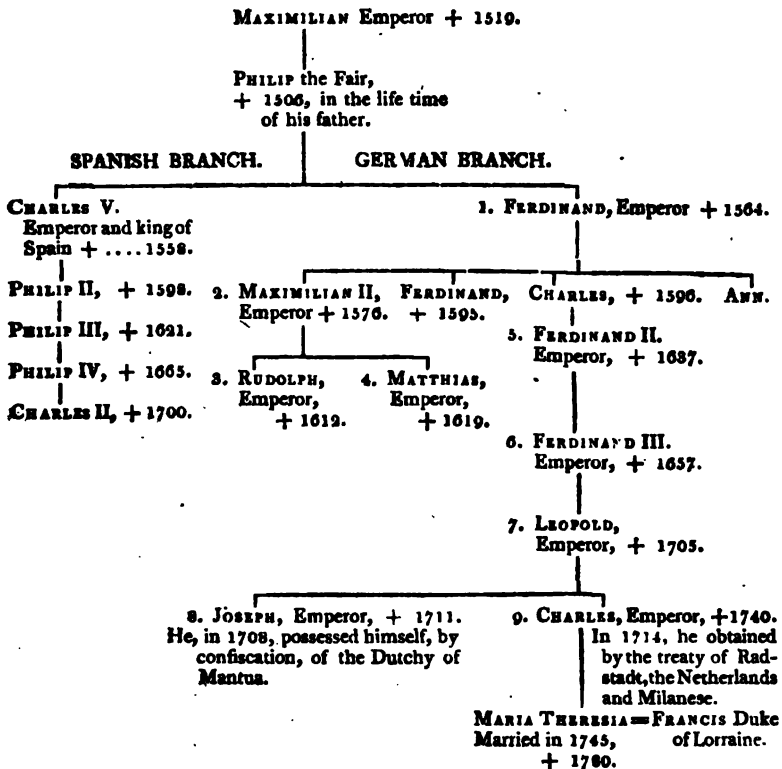 MAXIMILIAN Emperor + 1519.
PHILIP the Fair,
+ 1506, in the life time
of his father.
SPANISH BRANCH. GERMAN BRANCH.
CHARLES V.
Emperor and king of
Spain + .... 1558.
PHILIP II, + 1598.
PHILIP III, + 1621.
PHILIP IV, + 1665.
CHARLES II, + 1700.
1. FERDINAND, Emperor + 1564.
2. MAXIMILIAN II,
Emperor + 1576.
FERDINAND,
+ 1595.
CHARLES, + 1596.
ANN.
3. RUDOLPH,
Emperor,
+ 1612.
4. MATTHIAS,
Emperor,
+ 1619.
5. FERDINAND II.
Emperor, + 1637.
6. FERDINAND III.
Emperor, + 1657.
7. LEOPOLD,
Emperor, + 1705.
8. JOSEPH, Emperor, + 1711.
He, in 1708, possessed himself, by
confiscation, of the Dutchy of
Mantua.
9. CHARLES, Emperor, +1740.
In 1714, he obtained
by the treaty of Rad-
stadt, the Netherlands
and Milanese.
MARIA THERESIA = FRANCIS Duke
Married in 1745, of Lorraine.
+ 1780.